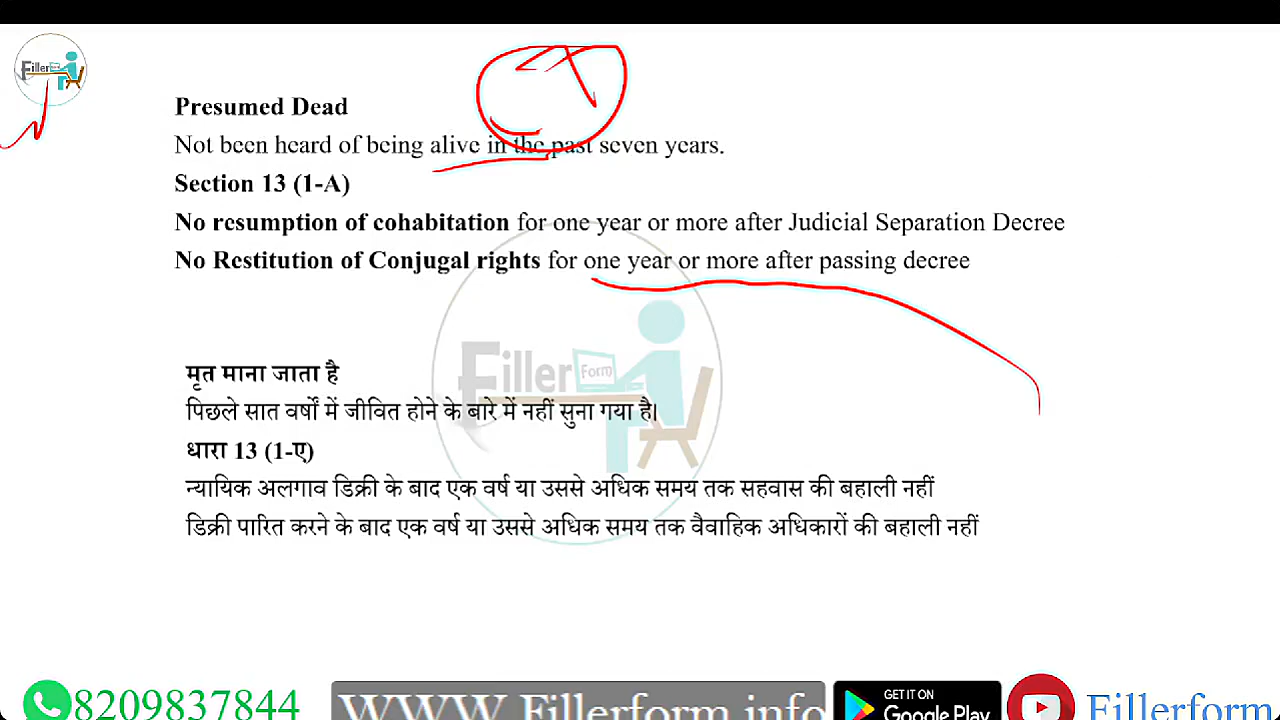 Filler
Presumed Dead
Not been heard of being alive in the past seven years.
Section 13 (1-A)
No resumption of cohabitation for one year or more after Judicial Separation Decree
No Restitution of Conjugal rights for one year or more after passing decree
Filler Form
मृत माना जाता है
पिछले सात वर्षों में जीवित होने के बारे में नहीं सुना गया है।
धारा 13 (1-ए)
न्यायिक अलगाव डिक्री के बाद एक वर्ष या उससे अधिक समय तक सहवास की बहाली नहीं
डिक्री पारित करने के बाद एक वर्ष या उससे अधिक समय तक वैवाहिक अधिकारों की बहाली नहीं
8209837844
WWW.Fillerform.info
GET IT ON
Google Play
Fillerform